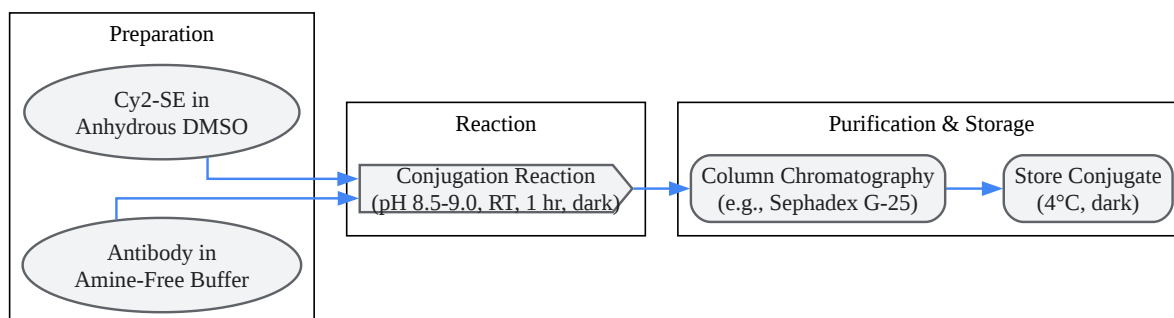 Preparation
Cy2-SE in
Anhydrous DMSO
Antibody in
Amine-Free Buffer
Reaction
Conjugation Reaction
(pH 8.5-9.0, RT, 1 hr, dark)
Purification & Storage
Column Chromatography
(e.g., Sephadex G-25)
Store Conjugate
(4°C, dark)